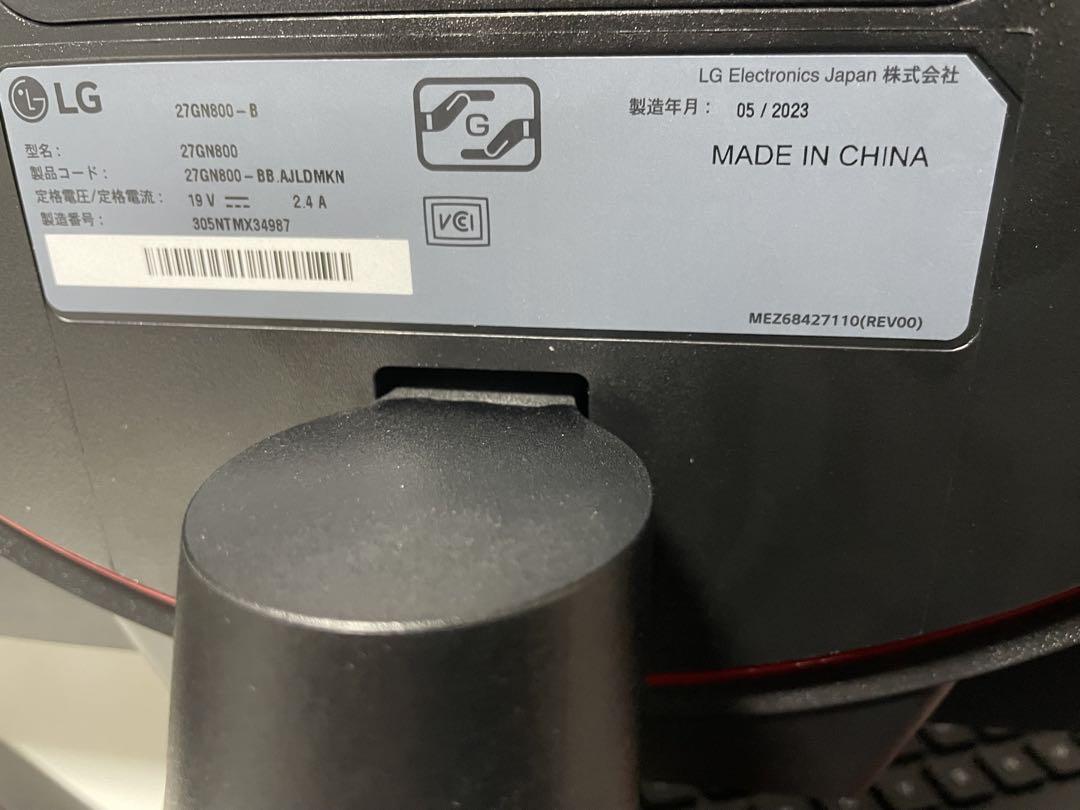 LG
27GN800-B
型名: 27GN800
製品コード: 27GN800-BB.AJLDMKN
定格電圧/定格電流: 19 V 2.4 A
製造番号: 305NTMX34987
G
VCI
LG Electronics Japan 株式会社
製造年月: 05 / 2023
MADE IN CHINA
MEZ68427110(REV00)